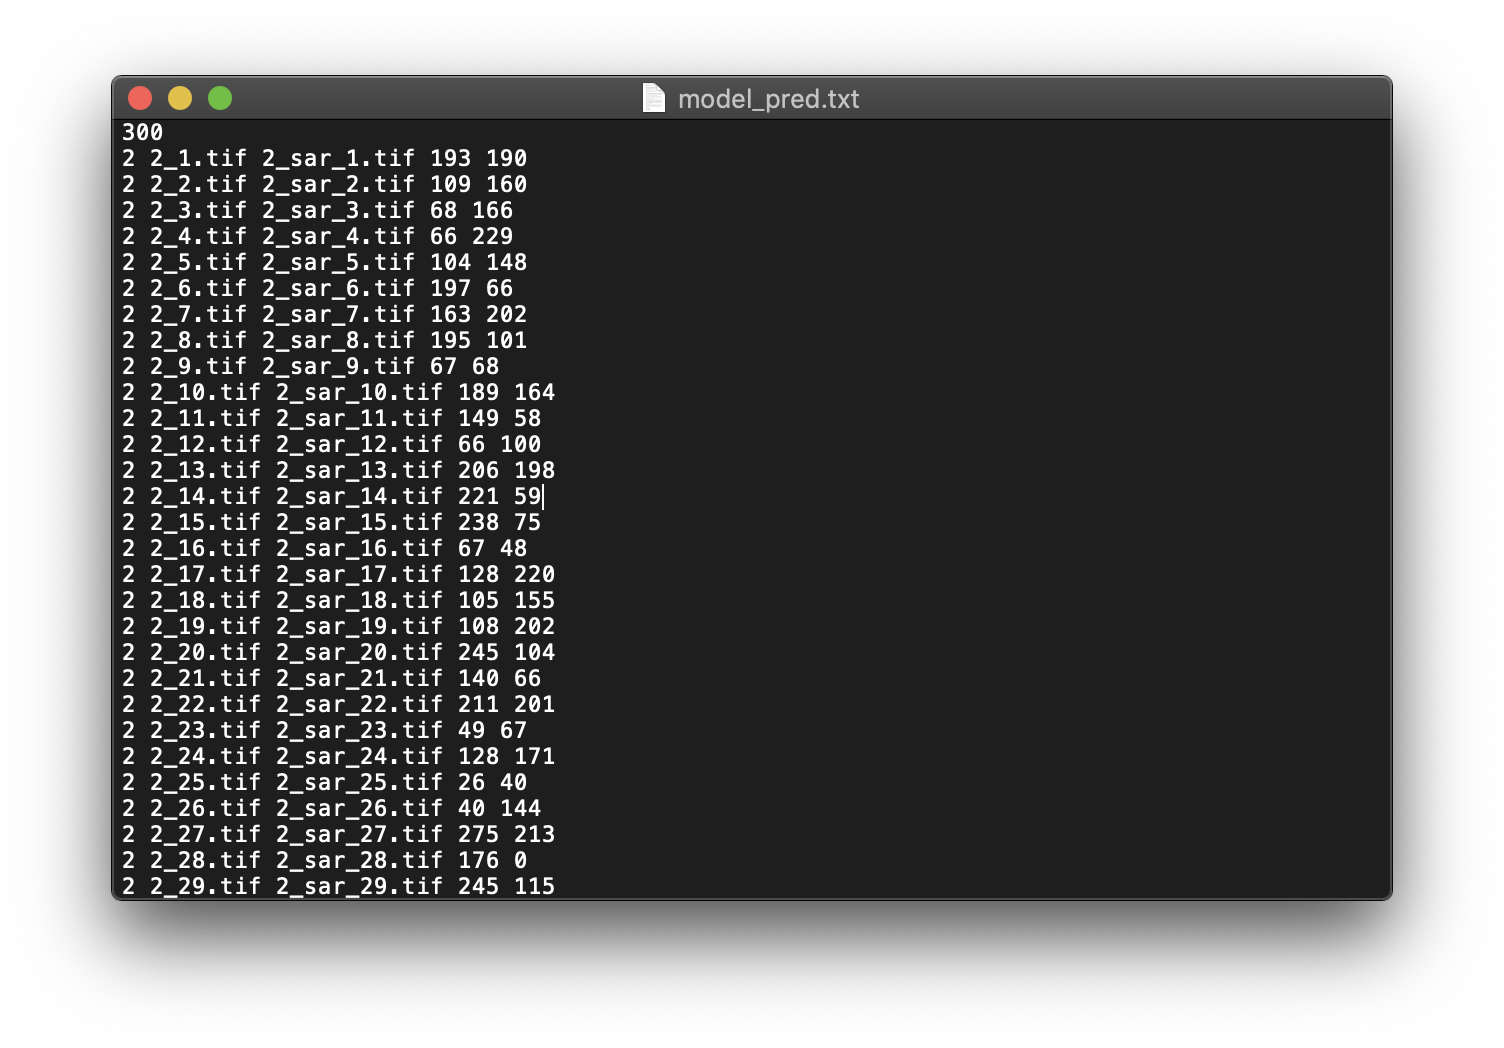 model_pred.txt
300
2 2_1.tif 2_sar_1.tif 193 190
2 2_2.tif 2_sar_2.tif 109 160
2 2_3.tif 2_sar_3.tif 68 166
2 2_4.tif 2_sar_4.tif 66 229
2 2_5.tif 2_sar_5.tif 104 148
2 2_6.tif 2_sar_6.tif 197 66
2 2_7.tif 2_sar_7.tif 163 202
2 2_8.tif 2_sar_8.tif 195 101
2 2_9.tif 2_sar_9.tif 67 68
2 2_10.tif 2_sar_10.tif 189 164
2 2_11.tif 2_sar_11.tif 149 58
2 2_12.tif 2_sar_12.tif 66 100
2 2_13.tif 2_sar_13.tif 206 198
2 2_14.tif 2_sar_14.tif 221 59
2 2_15.tif 2_sar_15.tif 238 75
2 2_16.tif 2_sar_16.tif 67 48
2 2_17.tif 2_sar_17.tif 128 220
2 2_18.tif 2_sar_18.tif 105 155
2 2_19.tif 2_sar_19.tif 108 202
2 2_20.tif 2_sar_20.tif 245 104
2 2_21.tif 2_sar_21.tif 140 66
2 2_22.tif 2_sar_22.tif 211 201
2 2_23.tif 2_sar_23.tif 49 67
2 2_24.tif 2_sar_24.tif 128 171
2 2_25.tif 2_sar_25.tif 26 40
2 2_26.tif 2_sar_26.tif 40 144
2 2_27.tif 2_sar_27.tif 275 213
2 2_28.tif 2_sar_28.tif 176 0
2 2_29.tif 2_sar_29.tif 245 115